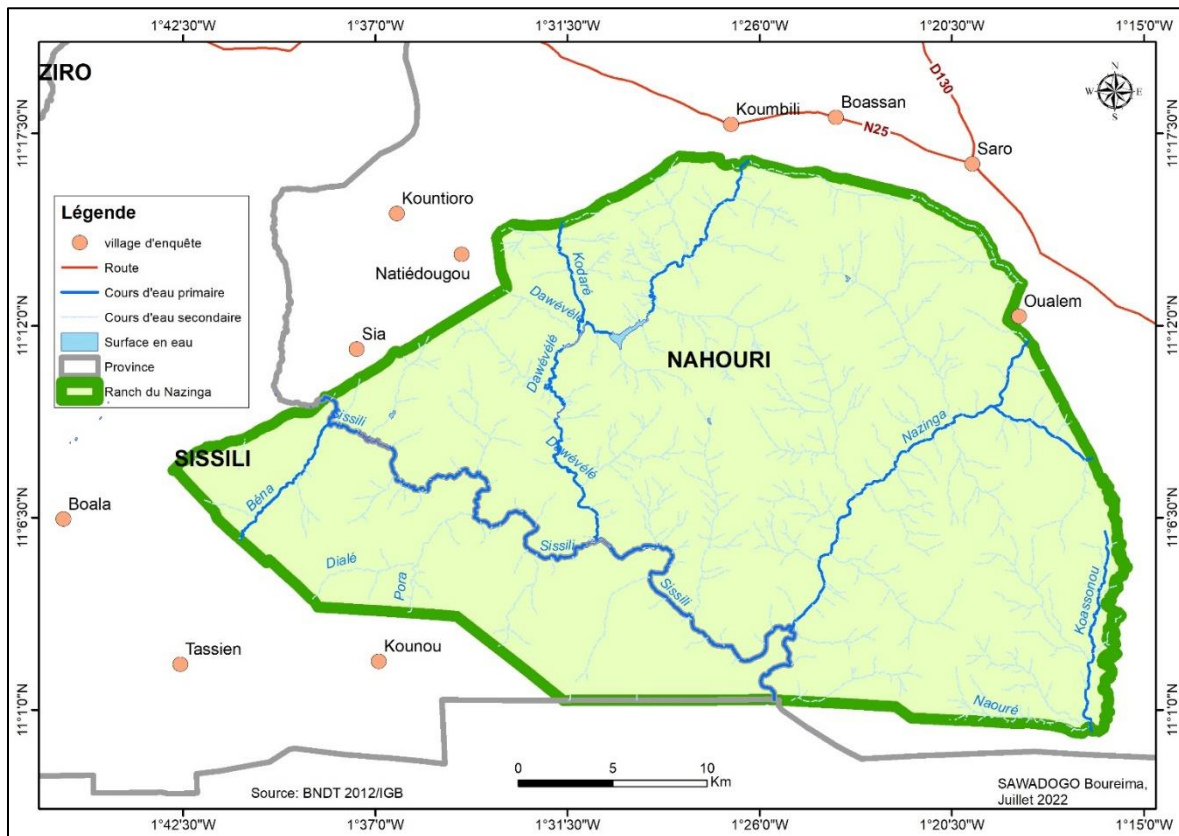 1°42'30"W 1°37'0"W 1°31'30"W 1°26'0"W 1°20'30"W 1°15'0"W
ZIRO
D130
N
W E
S
11°17'30"N
11°17'30"N
Koumbili
Boassan
N25
Saro
Légende
village d'enquête
Route
Cours d'eau primaire
Cours d'eau secondaire
Surface en eau
Province
Ranch du Nazinga
Kountioro
Natiédougou
Kodaré
Dawévélé
Oualem
11°12'0"N
11°12'0"N
Sia
Dawévélé
NAHOURI
Sissili
Nazinga
SISSILI
Dawévélé
Béna
Boala
11°6'30"N
11°6'30"N
Sissili
Dialé
Pora
Sissili
Koassonou
Tassien
Kounou
Naouré
11°1'0"N
11°1'0"N
0 5 10
Km
Source: BNDT 2012/IGB
SAWADOGO Boureima,
Juillet 2022
1°42'30"W 1°37'0"W 1°31'30"W 1°26'0"W 1°20'30"W 1°15'0"W